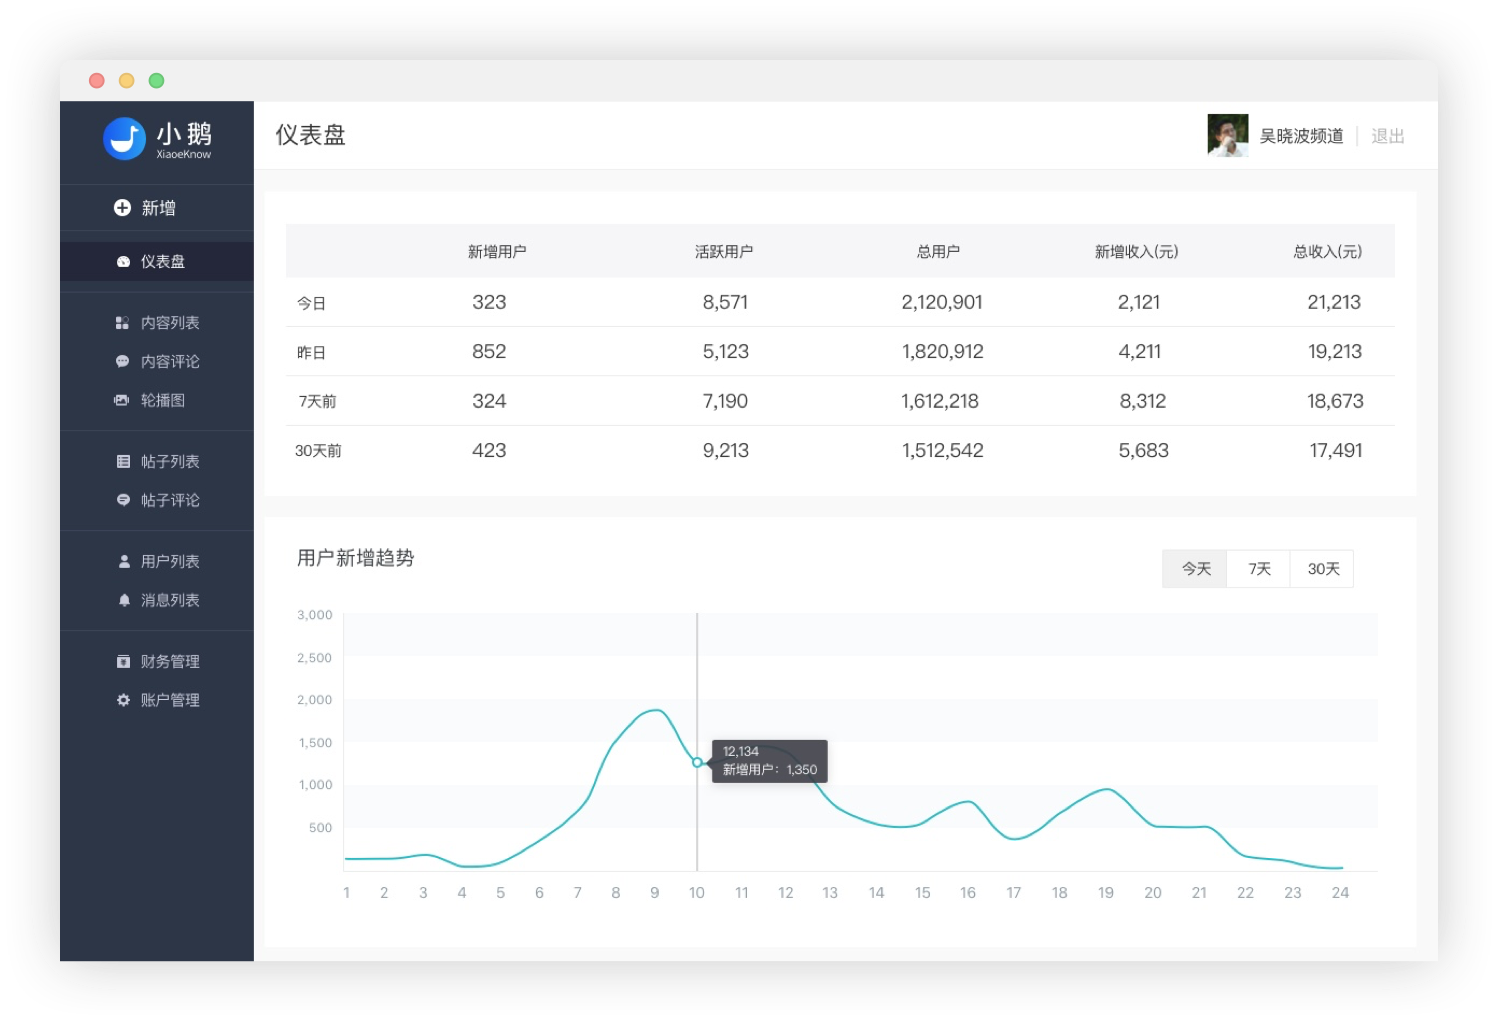 小鹅
XiaoeKnow
新增
仪表盘
内容列表
内容评论
轮播图
帖子列表
帖子评论
用户列表
消息列表
财务管理
账户管理
仪表盘
吴晓波频道 | 退出
新增用户 活跃用户 总用户 新增收入(元) 总收入(元)
今日 323 8,571 2,120,901 2,121 21,213
昨日 852 5,123 1,820,912 4,211 19,213
7天前 324 7,190 1,612,218 8,312 18,673
30天前 423 9,213 1,512,542 5,683 17,491
用户新增趋势
今天 7天 30天
3,000
2,500
2,000
1,500
1,000
500
12,134
新增用户：1,350
1 2 3 4 5 6 7 8 9 10 11 12 13 14 15 16 17 18 19 20 21 22 23 24